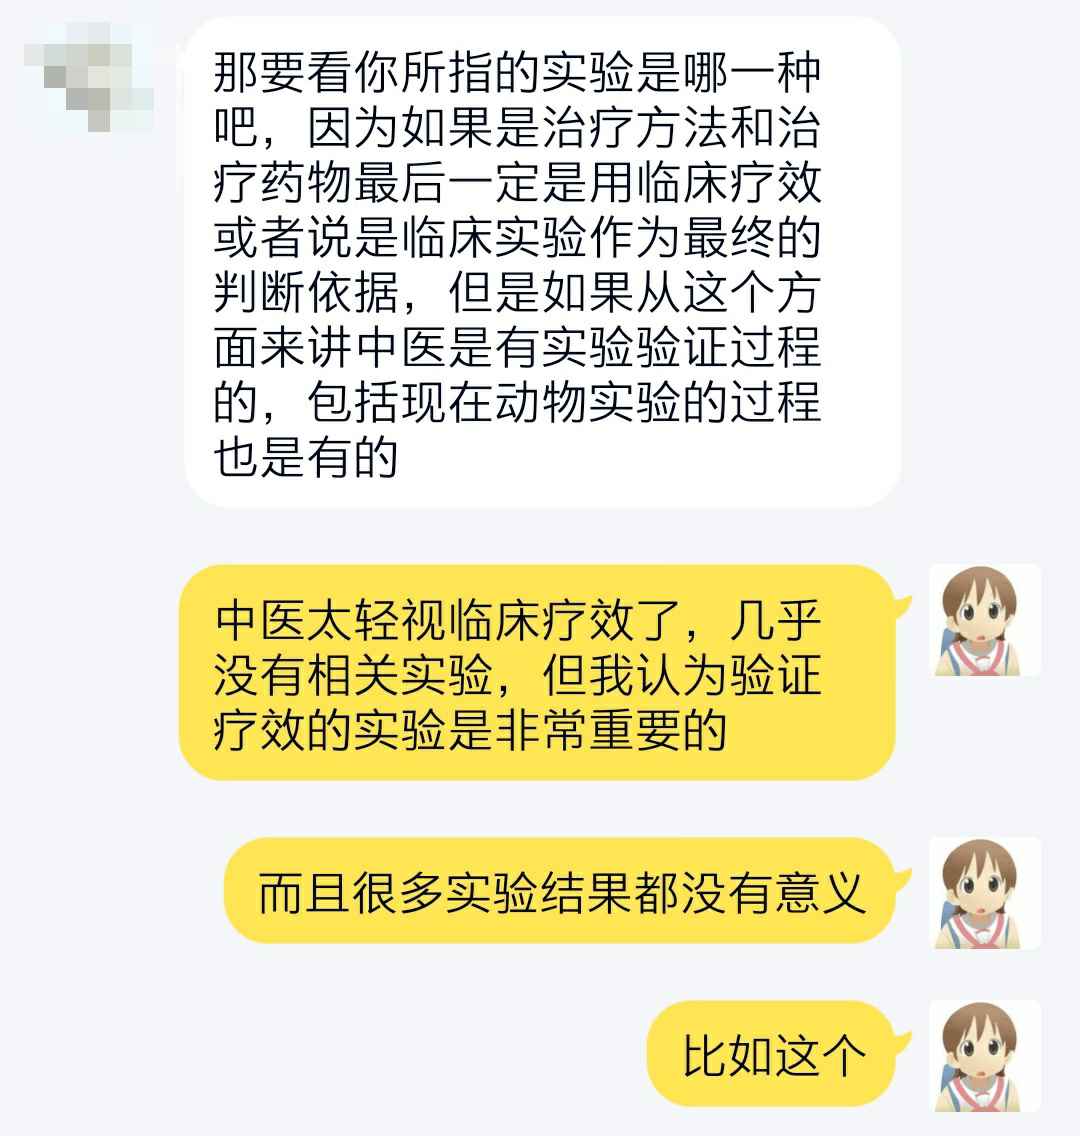 那要看你所指的实验是哪一种
吧，因为如果是治疗方法和治
疗药物最后一定是用临床疗效
或者说是临床实验作为最终的
判断依据，但是如果从这个方
面来讲中医是有实验验证过程
的，包括现在动物实验的过程
也是有的
中医太轻视临床疗效了，几乎
没有相关实验，但我认为验证
疗效的实验是非常重要的
而且很多实验结果都没有意义
比如这个